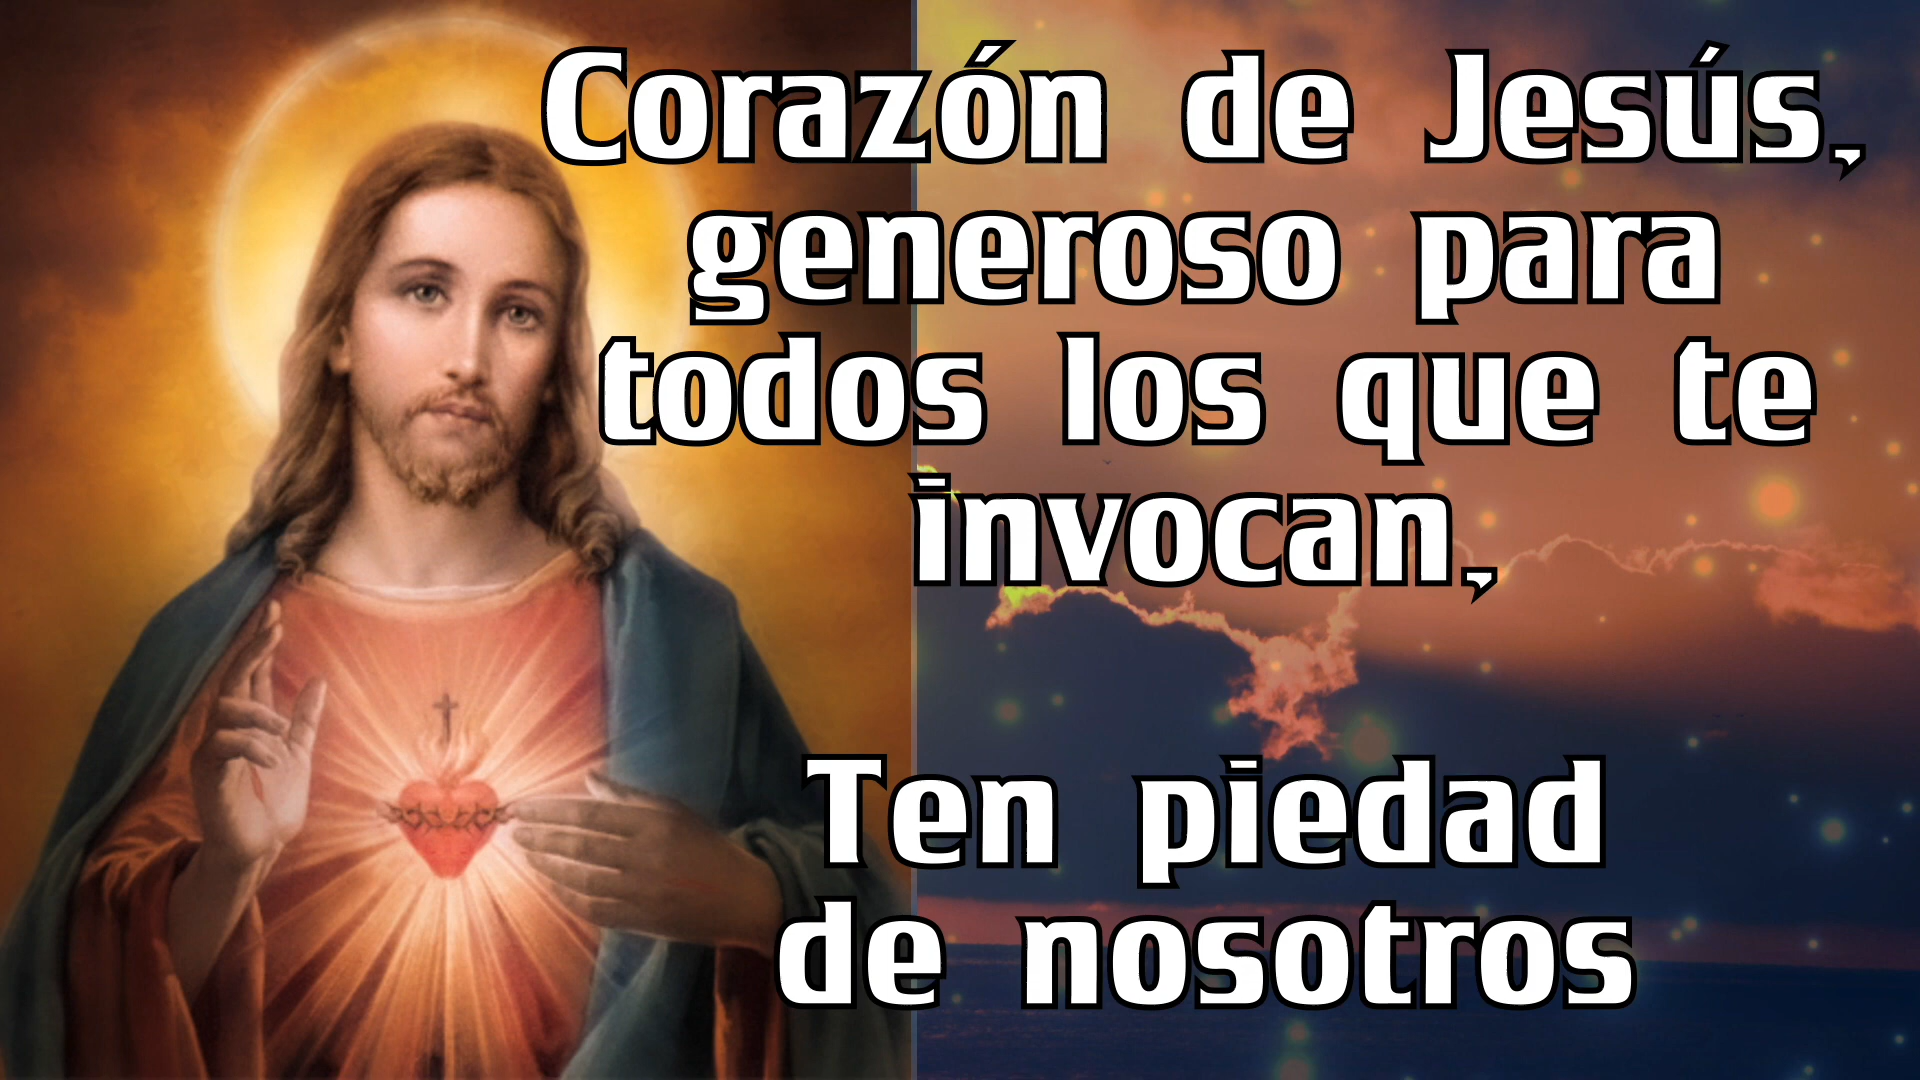 Corazón de Jesús,
generoso para
todos los que te
invocan,
Ten piedad
de nosotros